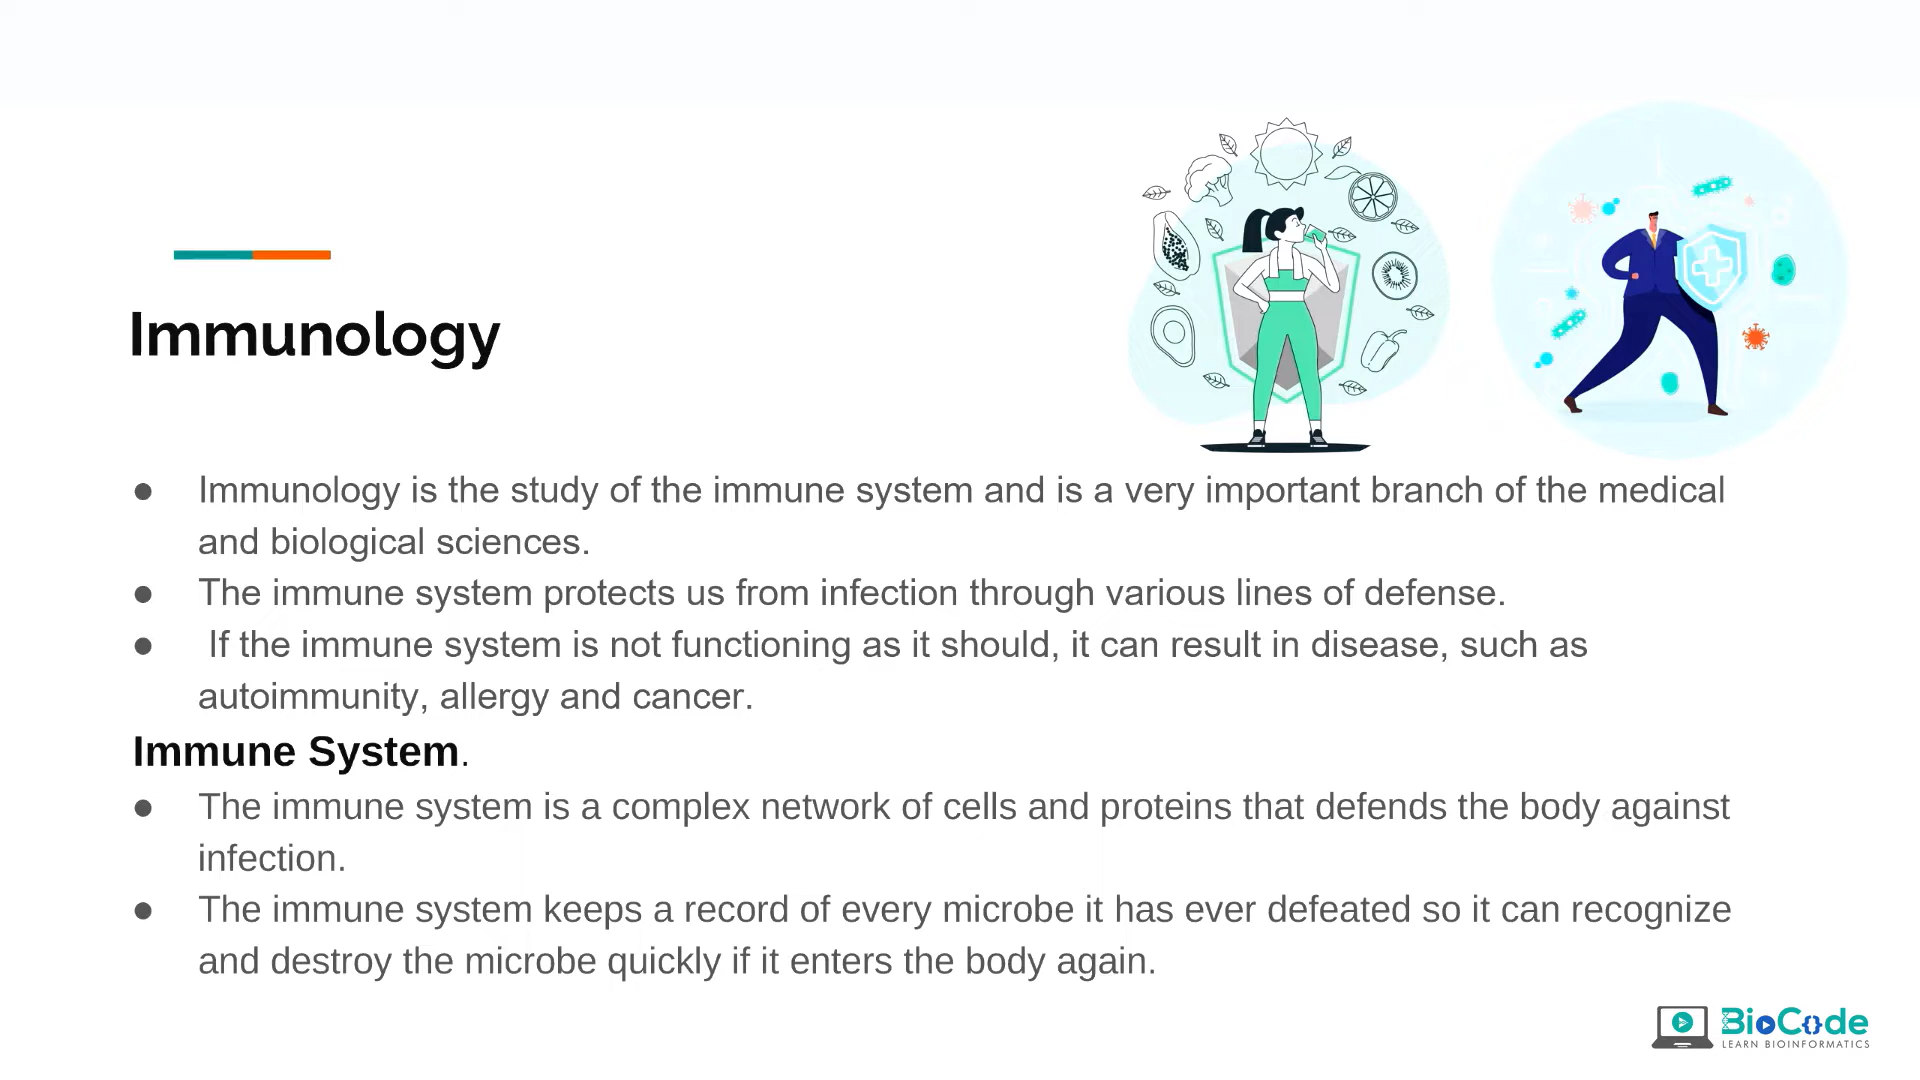 Immunology
● Immunology is the study of the immune system and is a very important branch of the medical
and biological sciences.
● The immune system protects us from infection through various lines of defense.
● If the immune system is not functioning as it should, it can result in disease, such as
autoimmunity, allergy and cancer.
Immune System.
● The immune system is a complex network of cells and proteins that defends the body against
infection.
● The immune system keeps a record of every microbe it has ever defeated so it can recognize
and destroy the microbe quickly if it enters the body again.
BioCode
LEARN BIOINFORMATICS